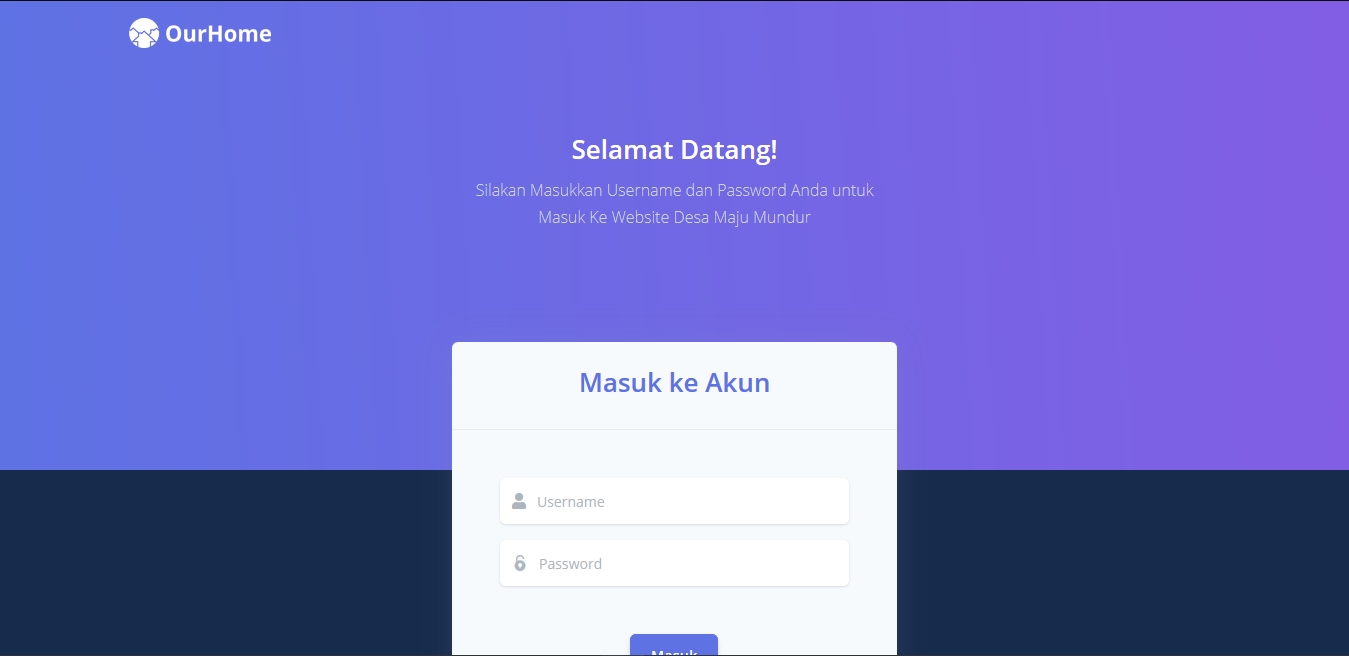 OurHome
Selamat Datang!
Silakan Masukkan Username dan Password Anda untuk
Masuk Ke Website Desa Maju Mundur
Masuk ke Akun
Username
Password
Masuk